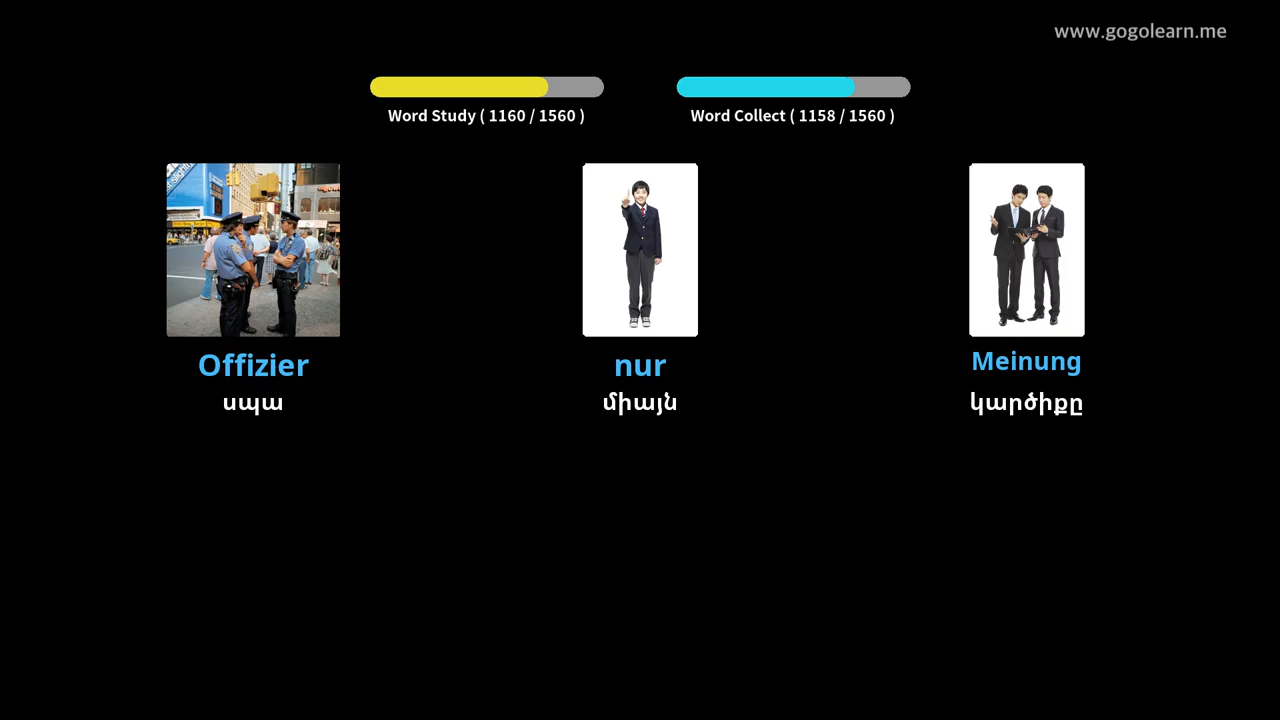 www.gogolearn.me
Word Study ( 1160 / 1560 )
Word Collect ( 1158 / 1560 )
Offizier
nur
Meinung
սպա
միայն
կարծիքը